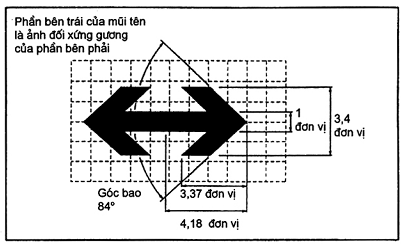 Phần bên trái của mũi tên
là ảnh đối xứng gương
của phần bên phải
1
đơn vị
3,4
đơn vị
Góc bao
84°
3,37 đơn vị
4,18 đơn vị